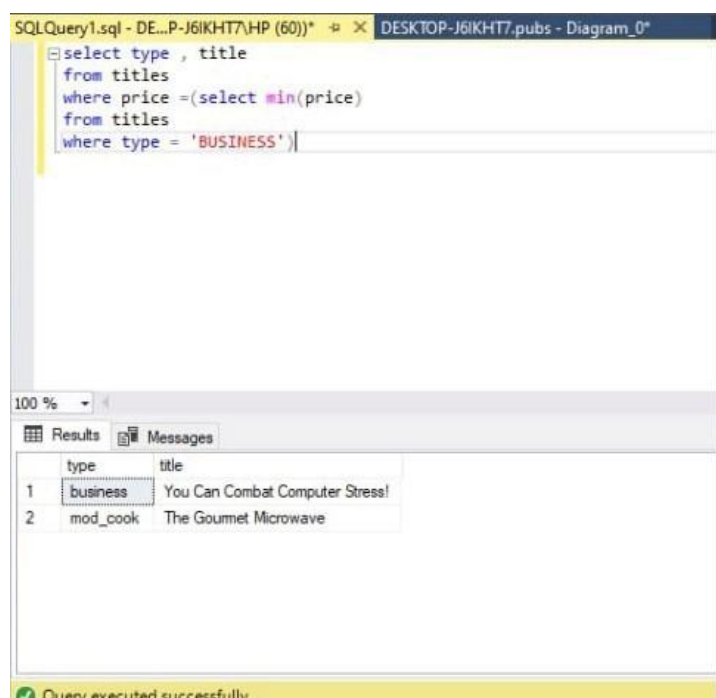 SQLQuery1.sql - DE...P-J6IKHT7\HP (60))* DESKTOP-J6IKHT7.pubs - Diagram_0*
select type , title
from titles
where price =(select min(price)
from titles
where type = 'BUSINESS')
100 %
Results Messages
type title
1 business You Can Combat Computer Stress!
2 mod_cook The Gourmet Microwave
Query executed successfully